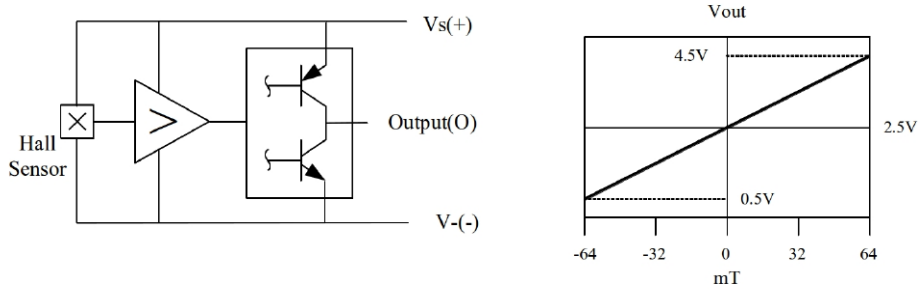 Vs(+)
Hall
Sensor
Output(O)
V-(-)
Vout
4.5V
2.5V
0.5V
-64 -32 0 32 64
mT